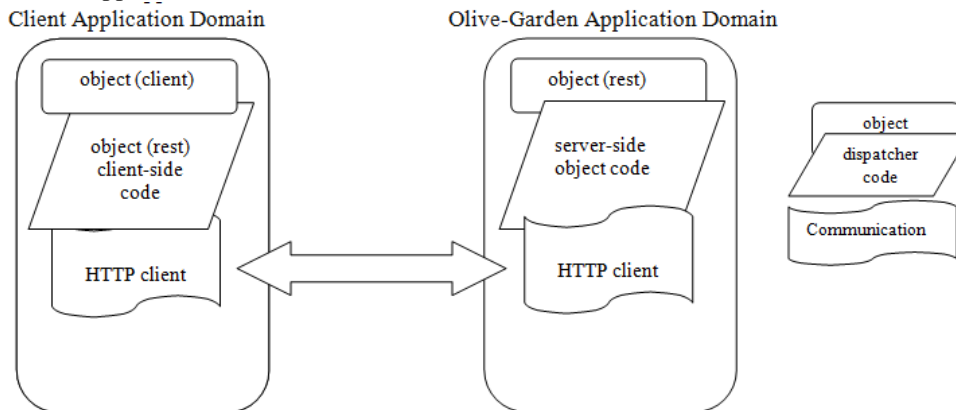 Client Application Domain
Olive-Garden Application Domain
object (client)
object (rest)
client-side
code
HTTP client
object (rest)
server-side
object code
HTTP client
object
dispatcher
code
Communication